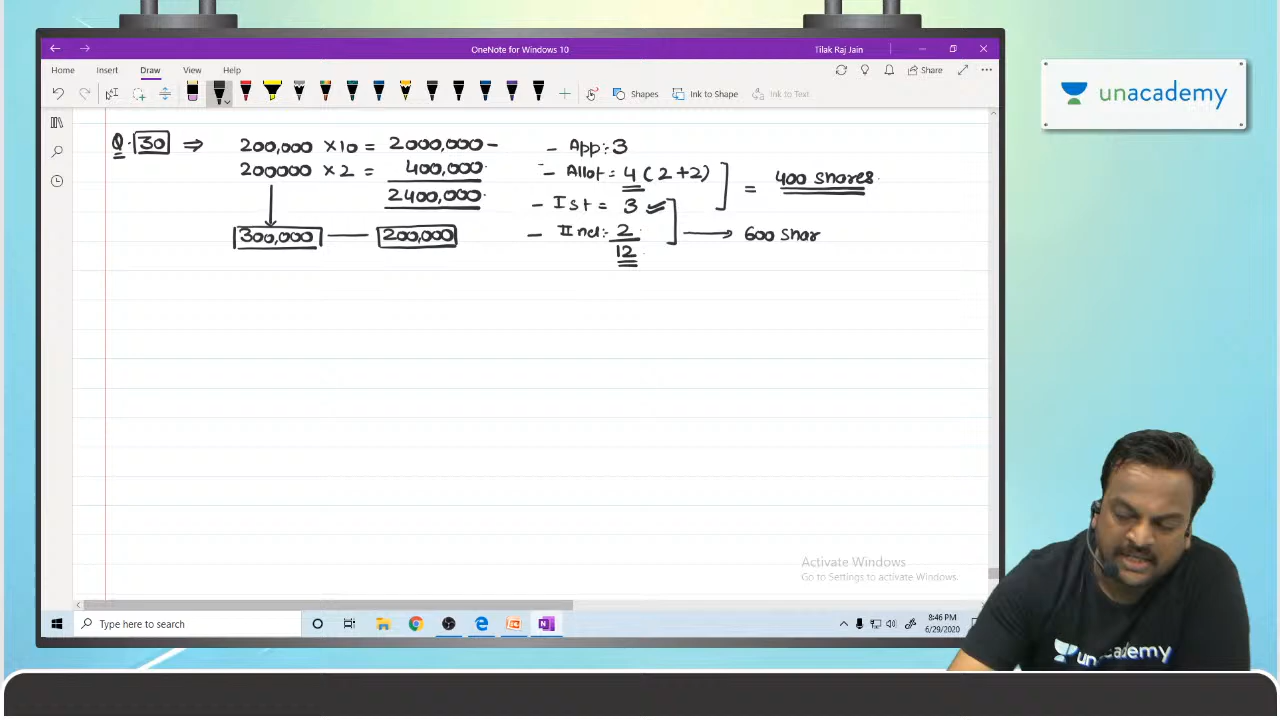 OneNote for Windows 10
Tilak Raj Jain
Home Insert Draw View Help
Share
Shapes
Ink to Shape
Ink to Text
unacademy
Q. 30 ⇒ 200,000 × 10 = 2000,000 –
200000 × 2 = 400,000
2400,000
300,000 — 200,000
– App: 3
– Allot = 4 (2+2)
– Ist = 3 ✓
– IInd: 2
12
= 400 shares
→ 600 shar
Activate Windows
Go to Settings to activate Windows.
Type here to search
8:46 PM
6/29/2020
unacademy